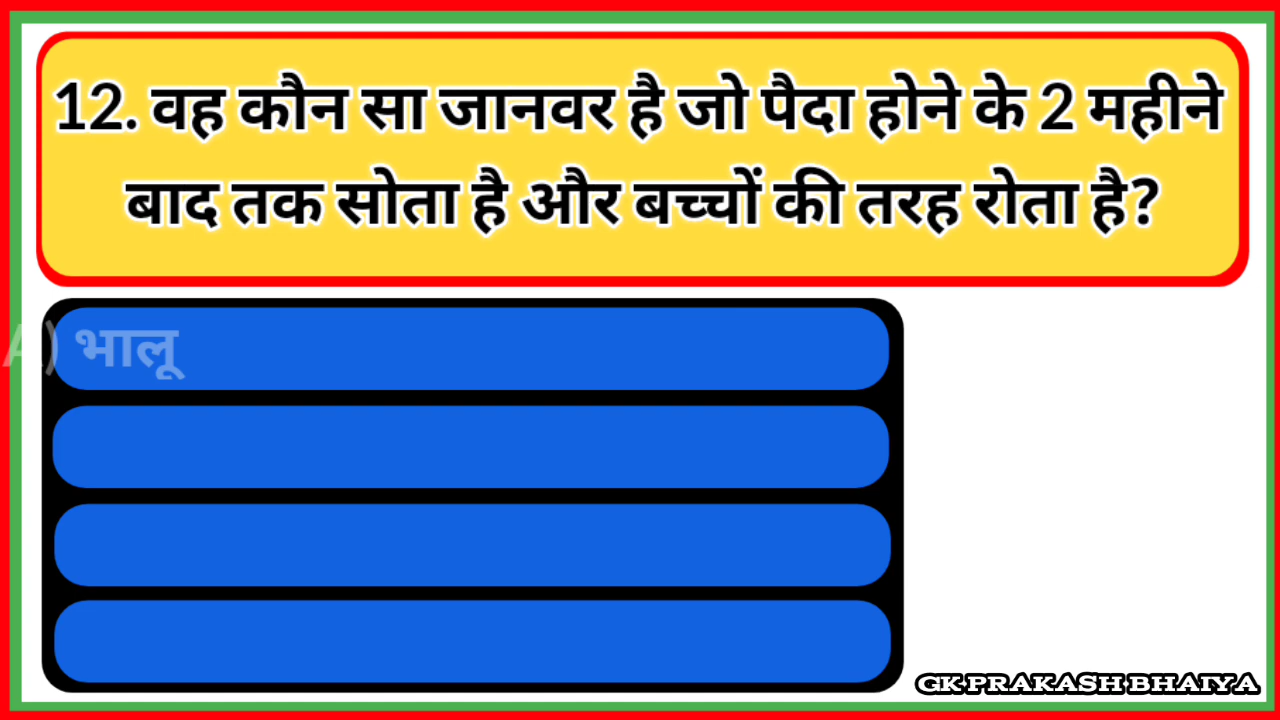 12. वह कौन सा जानवर है जो पैदा होने के 2 महीने
बाद तक सोता है और बच्चों की तरह रोता है?
A) भालू
GK PRAKASH BHAIYA